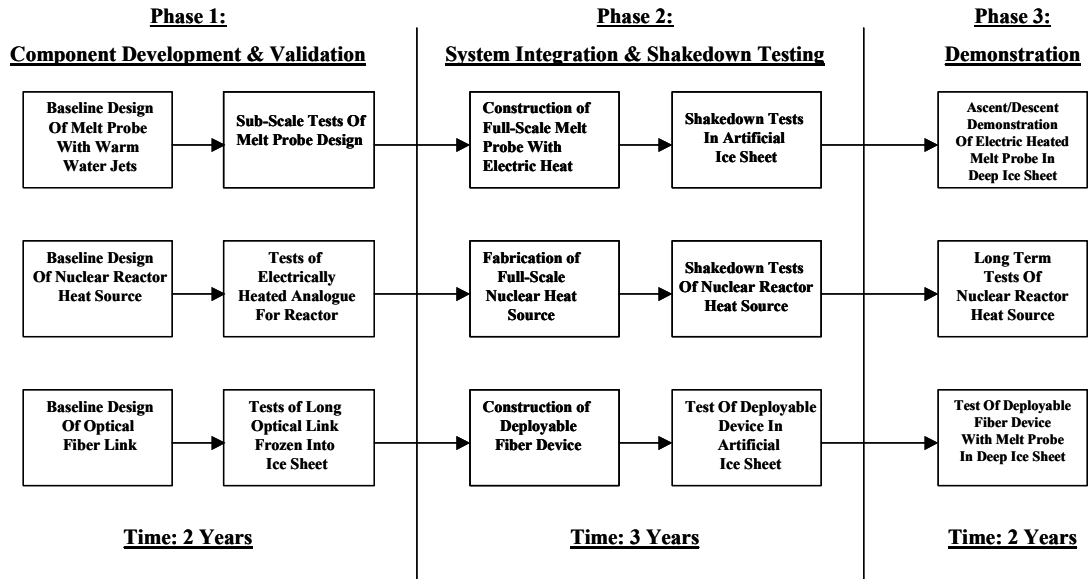 Phase 1:
Component Development & Validation
Phase 2:
System Integration & Shakedown Testing
Phase 3:
Demonstration
Baseline Design
Of Melt Probe
With Warm
Water Jets
Sub-Scale Tests Of
Melt Probe Design
Construction of
Full-Scale Melt
Probe With
Electric Heat
Shakedown Tests
In Artificial
Ice Sheet
Ascent/Descent
Demonstration
Of Electric Heated
Melt Probe In
Deep Ice Sheet
Baseline Design
Of Nuclear Reactor
Heat Source
Tests of
Electrically
Heated Analogue
For Reactor
Fabrication of
Full-Scale
Nuclear Heat
Source
Shakedown Tests
Of Nuclear Reactor
Heat Source
Long Term
Tests Of
Nuclear Reactor
Heat Source
Baseline Design
Of Optical
Fiber Link
Tests of Long
Optical Link
Frozen Into
Ice Sheet
Construction of
Deployable
Fiber Device
Test Of Deployable
Device In
Artificial
Ice Sheet
Test Of Deployable
Fiber Device
With Melt Probe
In Deep Ice Sheet
Time: 2 Years
Time: 3 Years
Time: 2 Years